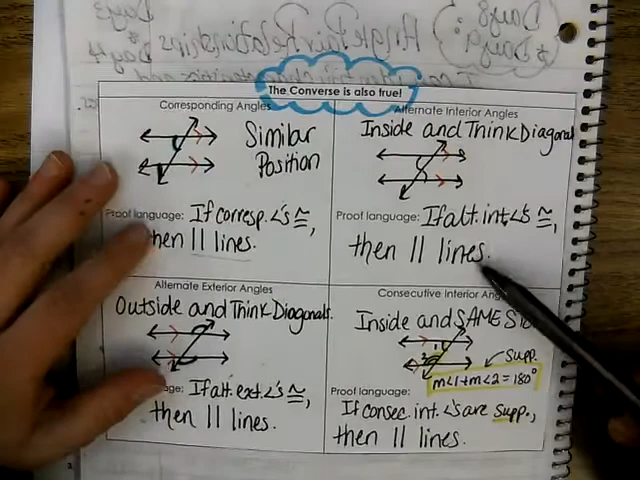 The Converse is also true!
Corresponding Angles
Similar
Position
Proof language: If corresp. ∠'s ≅,
then || lines.
Alternate Interior Angles
Inside and Think Diagonals
Proof language: If alt. int. ∠'s ≅,
then || lines.
Alternate Exterior Angles
Outside and Think Diagonals.
If alt. ext. ∠'s ≅,
then || lines.
Consecutive Interior
Inside and SAME
1
2
Supp.
m∠1+m∠2=180°
Proof language:
If consec. int. ∠'s are supp.,
then || lines.